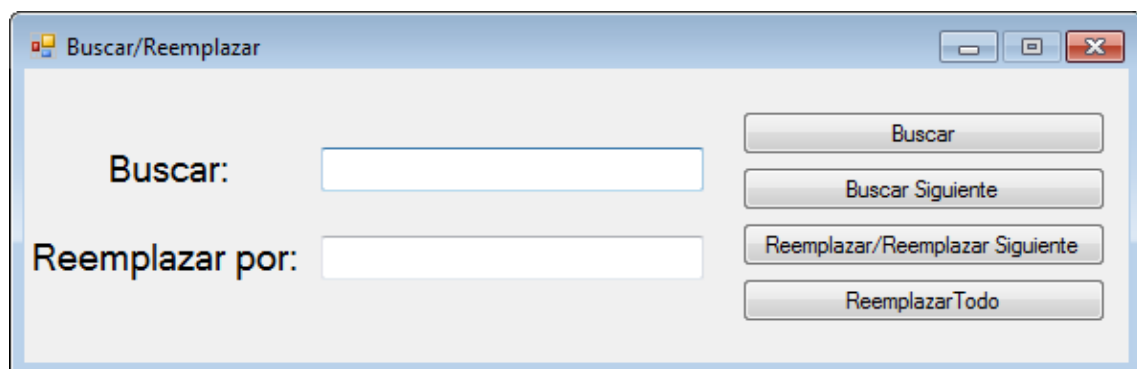 Buscar/Reemplazar
Buscar:
Reemplazar por:
Buscar
Buscar Siguiente
Reemplazar/Reemplazar Siguiente
ReemplazarTodo